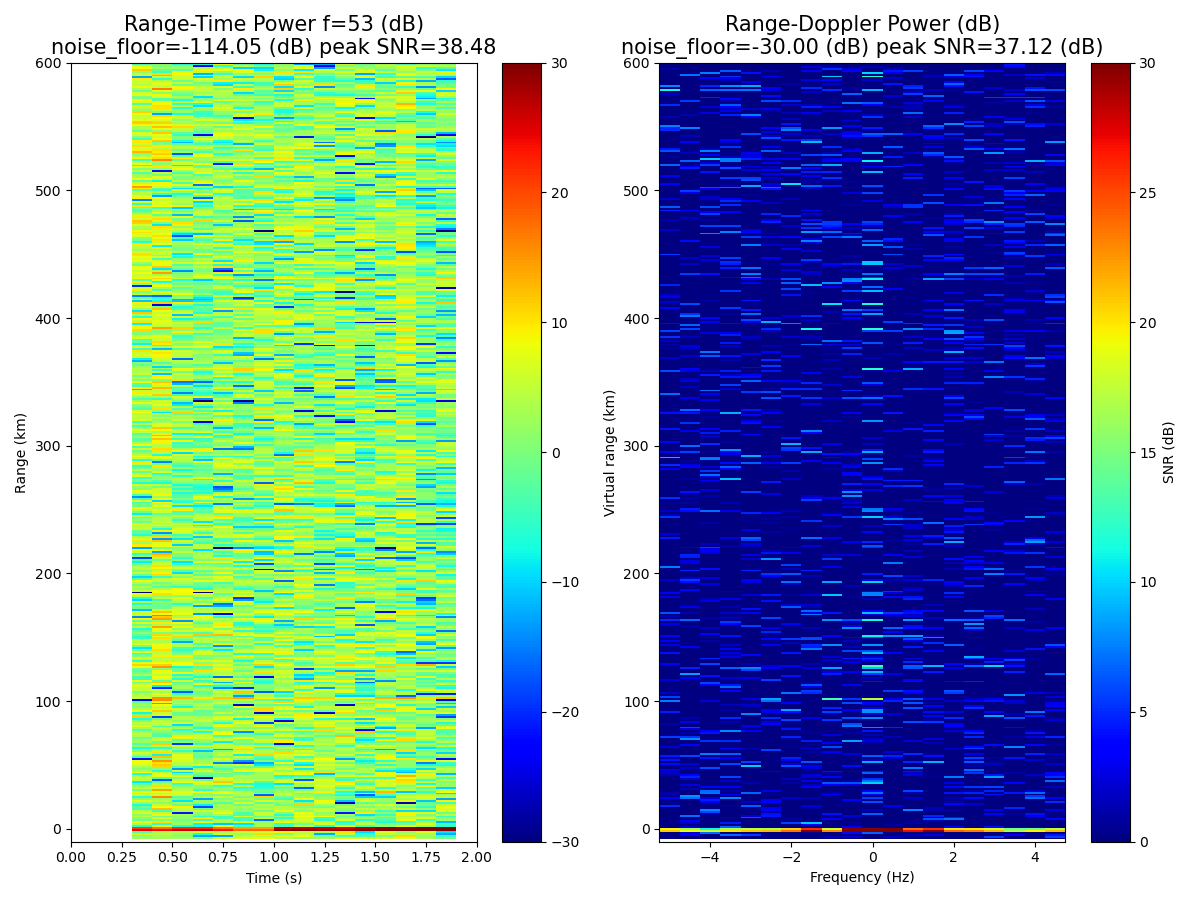 Range-Time Power f=53 (dB)
noise_floor=-114.05 (dB) peak SNR=38.48
600
500
400
300
200
100
0
Range (km)
0.00 0.25 0.50 0.75 1.00 1.25 1.50 1.75 2.00
Time (s)
30
20
10
0
−10
−20
−30
Range-Doppler Power (dB)
noise_floor=-30.00 (dB) peak SNR=37.12 (dB)
600
500
400
300
200
100
0
Virtual range (km)
−4 −2 0 2 4
Frequency (Hz)
30
25
20
15
10
5
0
SNR (dB)